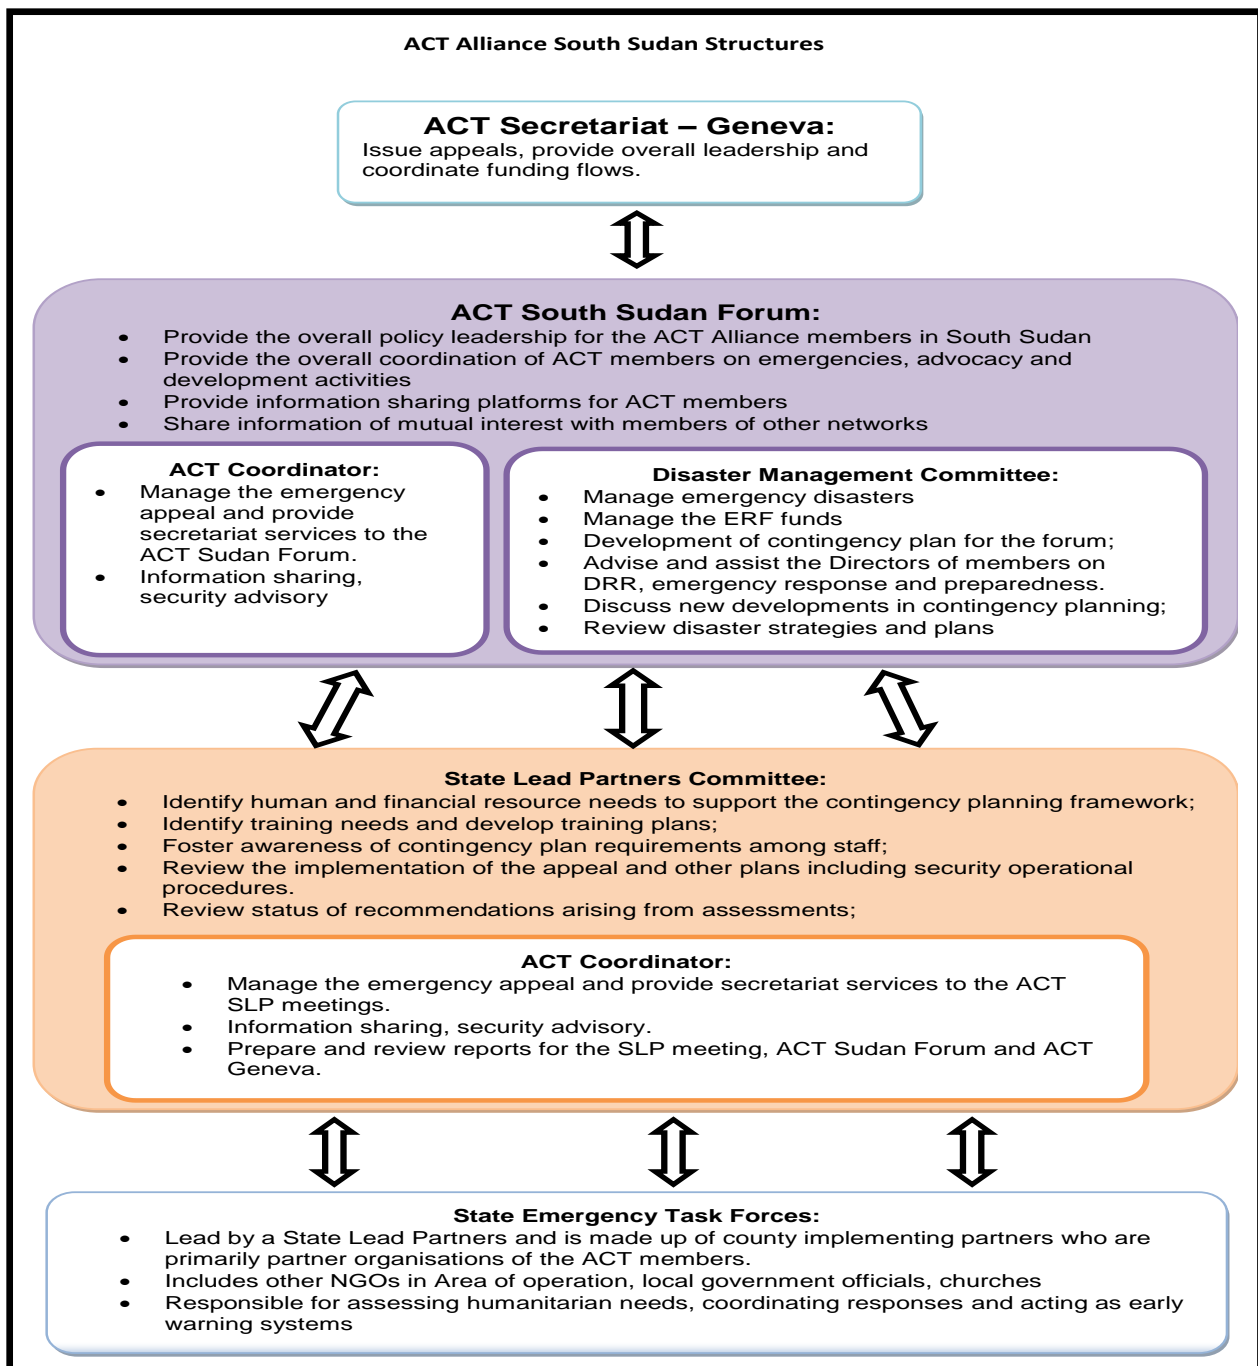 ACT Alliance South Sudan Structures
ACT Secretariat – Geneva:
Issue appeals, provide overall leadership and
coordinate funding flows.
ACT South Sudan Forum:
• Provide the overall policy leadership for the ACT Alliance members in South Sudan
• Provide the overall coordination of ACT members on emergencies, advocacy and
development activities
• Provide information sharing platforms for ACT members
• Share information of mutual interest with members of other networks
ACT Coordinator:
• Manage the emergency
appeal and provide
secretariat services to the
ACT Sudan Forum.
• Information sharing,
security advisory
Disaster Management Committee:
• Manage emergency disasters
• Manage the ERF funds
• Development of contingency plan for the forum;
• Advise and assist the Directors of members on
DRR, emergency response and preparedness.
• Discuss new developments in contingency planning;
• Review disaster strategies and plans
State Lead Partners Committee:
• Identify human and financial resource needs to support the contingency planning framework;
• Identify training needs and develop training plans;
• Foster awareness of contingency plan requirements among staff;
• Review the implementation of the appeal and other plans including security operational
procedures.
• Review status of recommendations arising from assessments;
ACT Coordinator:
• Manage the emergency appeal and provide secretariat services to the ACT
SLP meetings.
• Information sharing, security advisory.
• Prepare and review reports for the SLP meeting, ACT Sudan Forum and ACT
Geneva.
State Emergency Task Forces:
• Lead by a State Lead Partners and is made up of county implementing partners who are
primarily partner organisations of the ACT members.
• Includes other NGOs in Area of operation, local government officials, churches
• Responsible for assessing humanitarian needs, coordinating responses and acting as early
warning systems